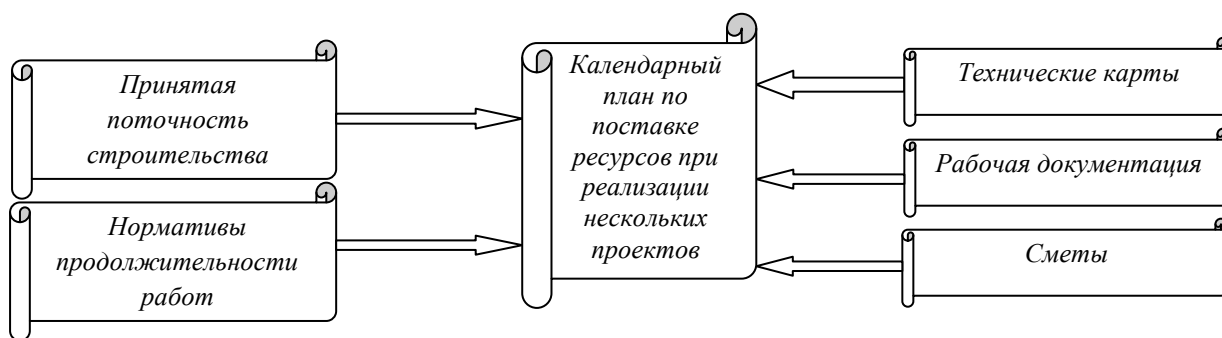 Принятая
поточность
строительства
Нормативы
продолжительности
работ
Календарный
план по
поставке
ресурсов при
реализации
нескольких
проектов
Технические карты
Рабочая документация
Сметы